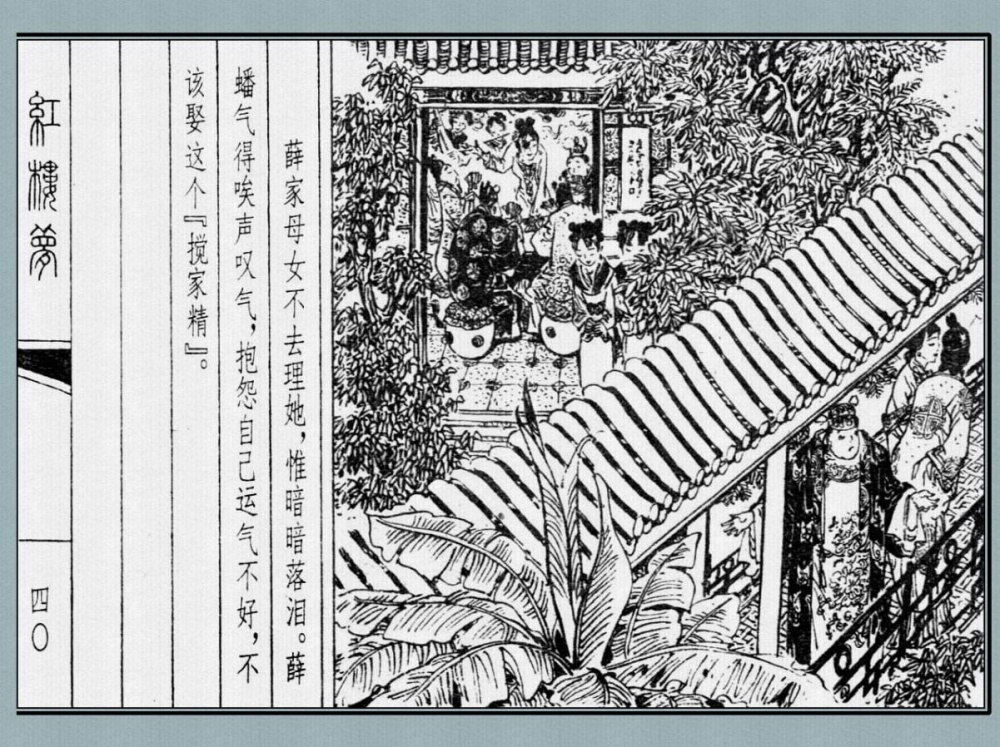 薛家母女不去理她，惟暗暗落泪。薛
蟠气得唉声叹气，抱怨自己运气不好，不
该娶这个『搅家精』。
紅樓夢
四〇